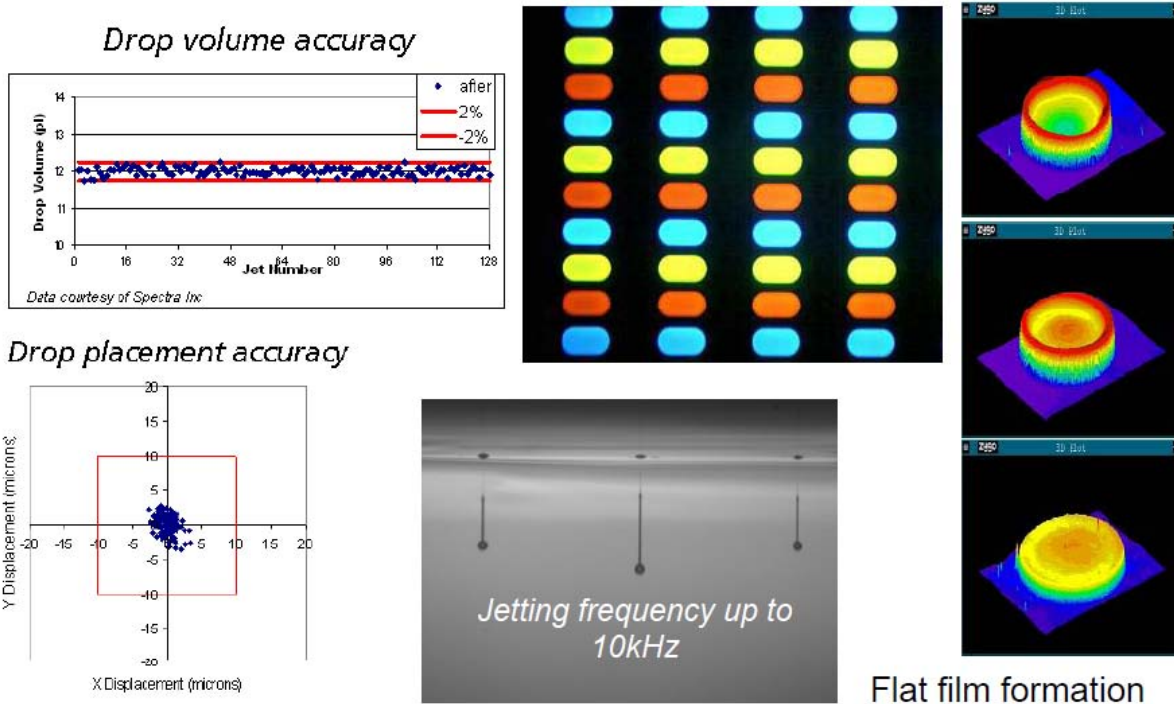 Drop volume accuracy
after
2%
-2%
14
13
12
11
10
Drop Volume (pl)
0 16 32 48 64 80 96 112 128
Jet Number
Data courtesy of Spectra Inc
Drop placement accuracy
20
15
10
5
0
-20 -15 -10 -5 0 5 10 15 20
-5
-10
-15
-20
Y Displacement (microns)
X Displacement (microns)
Jetting frequency up to
10kHz
zygo 3D Plot
zygo 3D Plot
zygo 3D Plot
Flat film formation